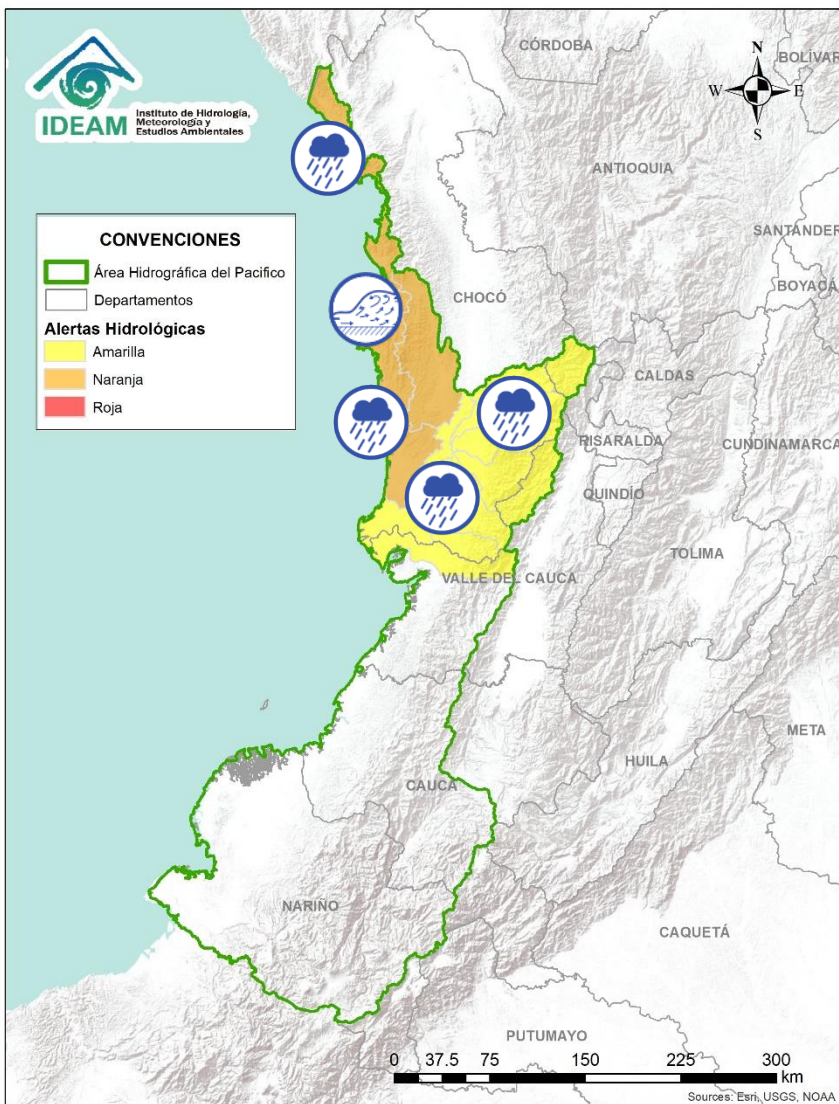 IDEAM
Instituto de Hidrología,
Meteorología y
Estudios Ambientales
CÓRDOBA
BOLÍVAR
N
W
E
S
ANTIOQUIA
SANTANDER
BOYACÁ
CONVENCIONES
Área Hidrográfica del Pacifico
Departamentos
Alertas Hidrológicas
Amarilla
Naranja
Roja
CHOCÓ
CALDAS
RISARALDA
CUNDINAMARCA
QUINDÍO
TOLIMA
VALLE DEL CAUCA
META
HUILA
CAUCA
NARIÑO
CAQUETÁ
PUTUMAYO
0 37.5 75 150 225 300
km
Sources: Esri, USGS, NOAA